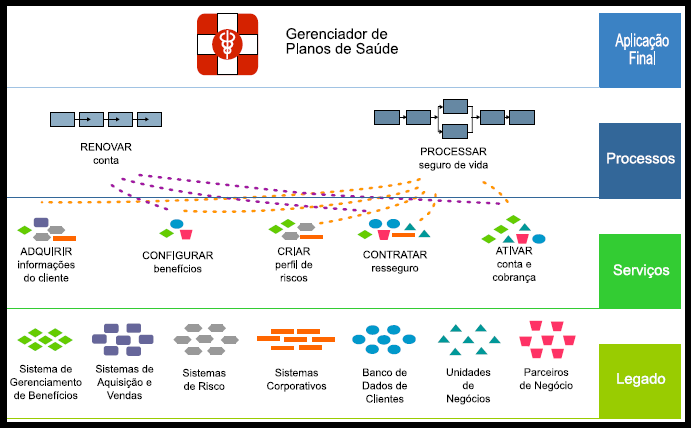 Gerenciador de
Planos de Saúde
Aplicação
Final
RENOVAR
conta
PROCESSAR
seguro de vida
Processos
ADQUIRIR
informações
do cliente
CONFIGURAR
benefícios
CRIAR
perfil de
riscos
CONTRATAR
resseguro
ATIVAR
conta e
cobrança
Serviços
Sistema de
Gerenciamento
de Benefícios
Sistemas de
Aquisição e
Vendas
Sistemas
de Risco
Sistemas
Corporativos
Banco de
Dados de
Clientes
Unidades
de
Negócios
Parceiros
de Negócio
Legado